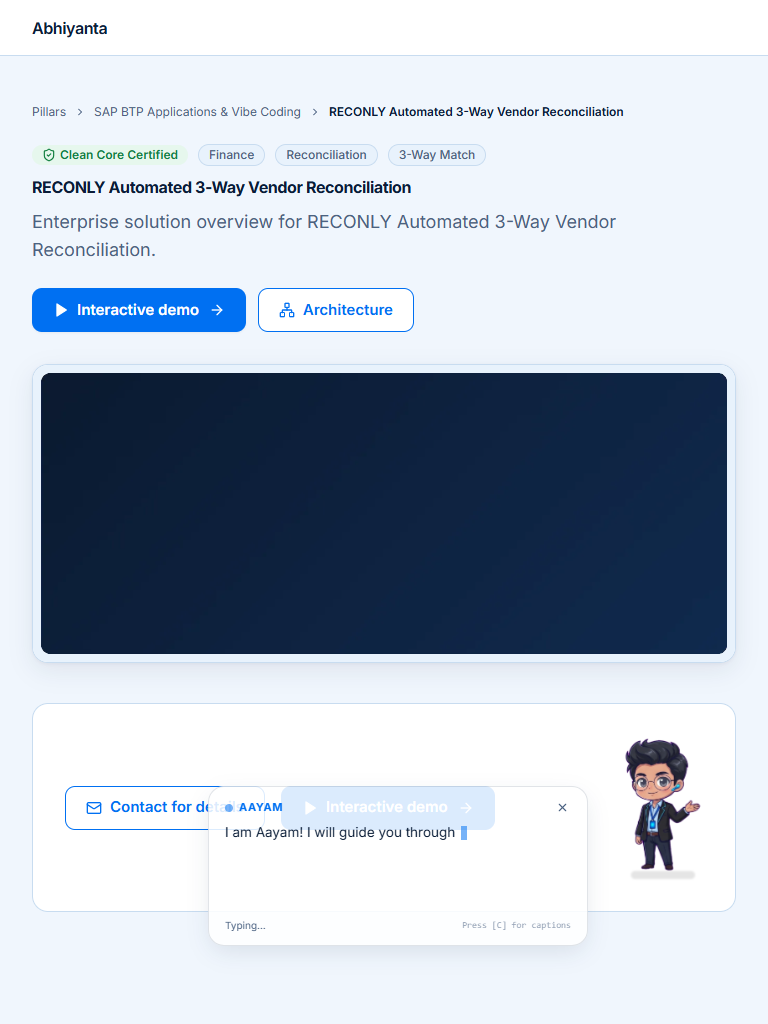 Abhiyanta
Pillars > SAP BTP Applications & Vibe Coding > RECONLY Automated 3-Way Vendor Reconciliation
Clean Core Certified Finance Reconciliation 3-Way Match
RECONLY Automated 3-Way Vendor Reconciliation
Enterprise solution overview for RECONLY Automated 3-Way Vendor
Reconciliation.
Interactive demo → Architecture
Contact for details Interactive demo →
AAYAM ×
I am Aayam! I will guide you through
Typing... Press [C] for captions